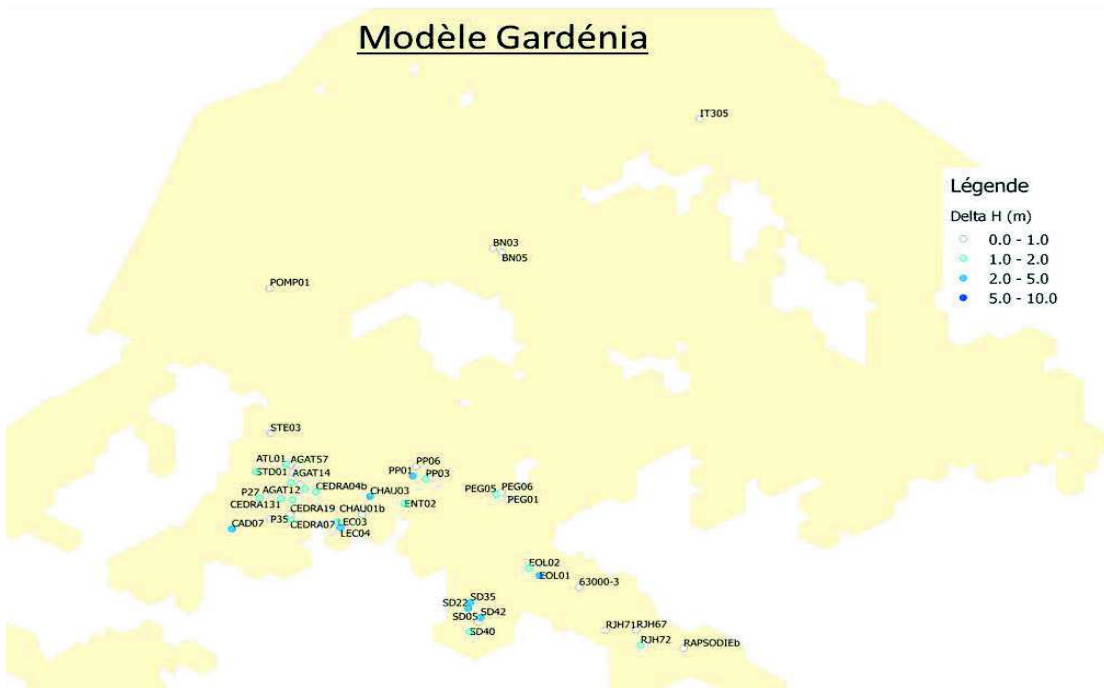 Modèle Gardénia
IT305
Légende
Delta H (m)
0.0 - 1.0
1.0 - 2.0
2.0 - 5.0
5.0 - 10.0
BN03
BN05
POMP01
STE03
ATL01
AGAT57
STD01
AGAT14
PP06
PP01
PP03
P27
AGAT12
CEDRA04b
CHAU03
PEG05
PEG06
PEG01
CEDRA131
CEDRA19
CHAU01b
ENT02
CAD07
P35
CEDRA07
LEC03
LEC04
EOL02
EOL01
63000-3
SD22
SD35
SD05
SD42
SD40
RJH71
RJH67
RJH72
RAPSODIEb